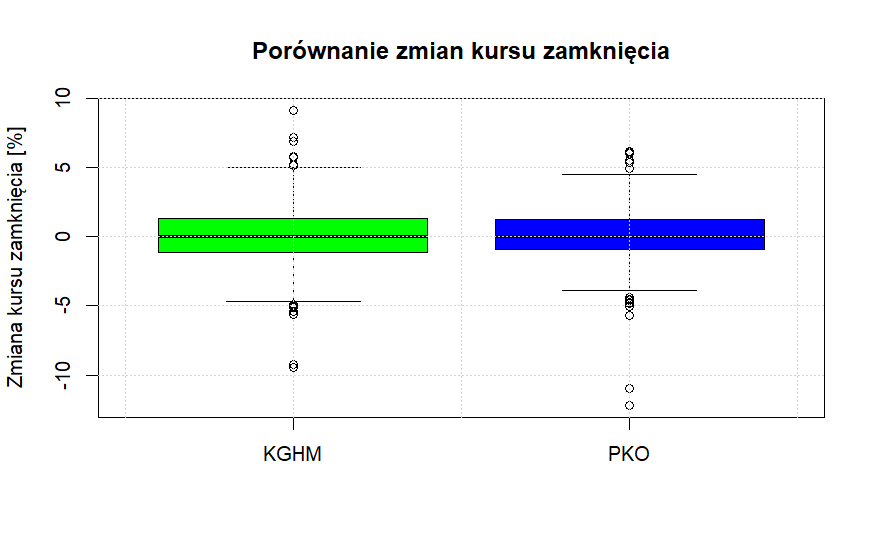 Porównanie zmian kursu zamknięcia
Zmiana kursu zamknięcia [%]
10
5
0
-5
-10
KGHM
PKO